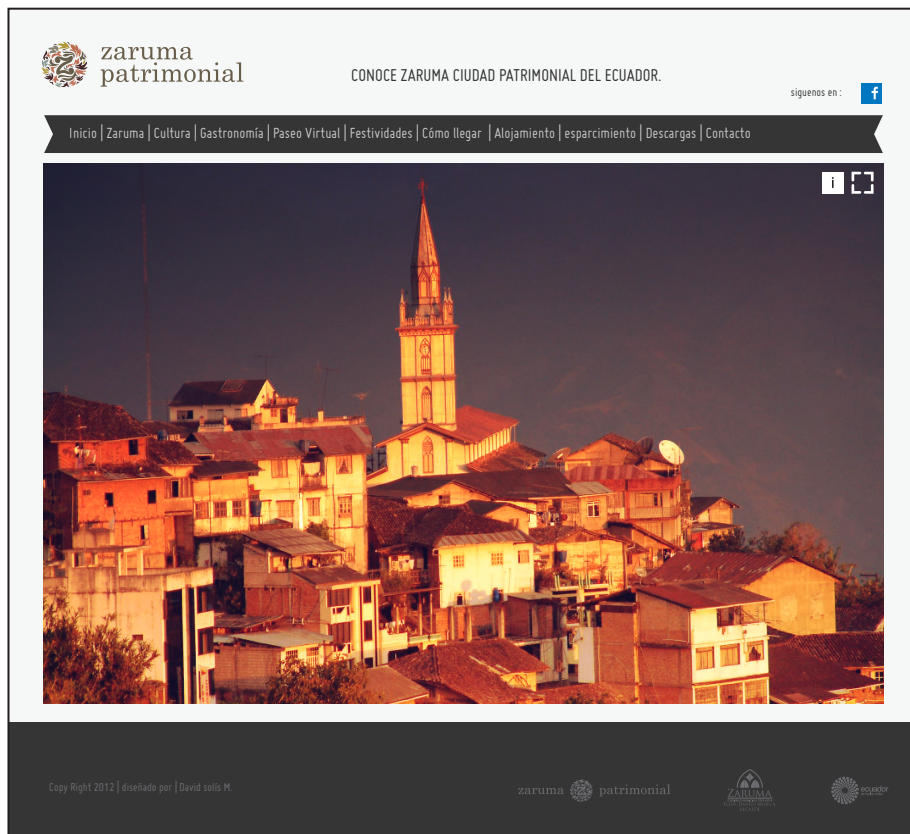 zaruma
patrimonial
CONOCE ZARUMA CIUDAD PATRIMONIAL DEL ECUADOR.
siguenos en :
f
Inicio | Zaruma | Cultura | Gastronomía | Paseo Virtual | Festividades | Cómo llegar | Alojamiento | esparcimiento | Descargas | Contacto
i
Copy Right 2012 | diseñado por | David solís M.
zaruma patrimonial
ZARUMA
ecuador